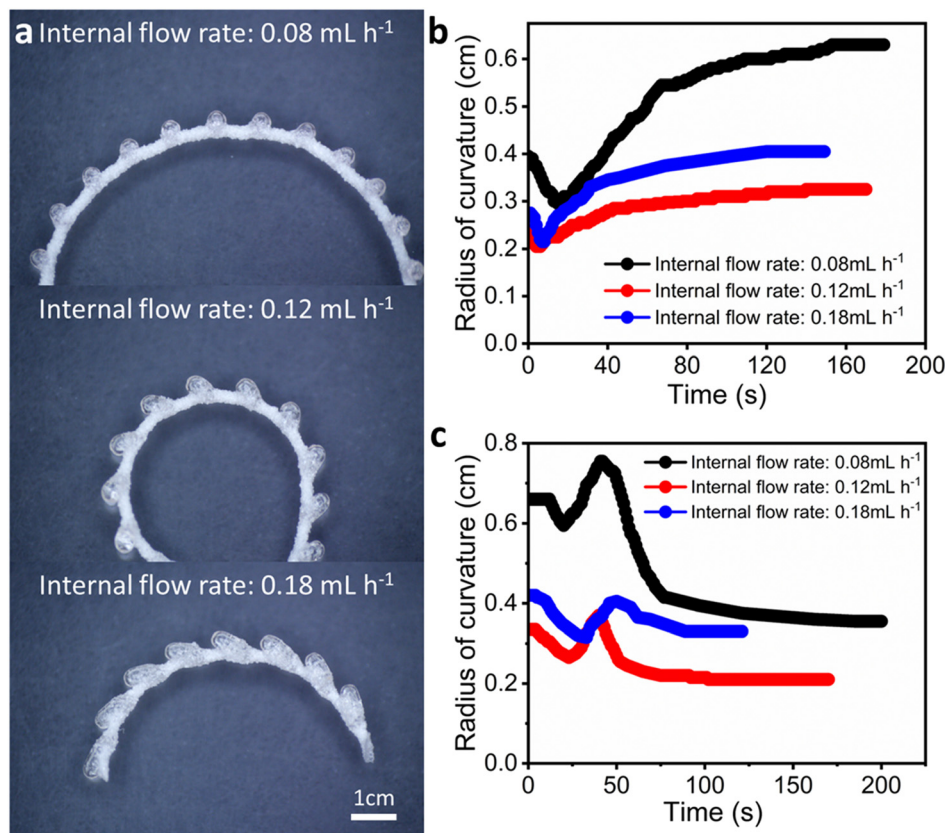 a Internal flow rate: 0.08 mL h⁻¹
Internal flow rate: 0.12 mL h⁻¹
Internal flow rate: 0.18 mL h⁻¹
1cm
b
Radius of curvature (cm)
0.6
0.5
0.4
0.3
0.2
0.1
0.0
Internal flow rate: 0.08mL h⁻¹
Internal flow rate: 0.12mL h⁻¹
Internal flow rate: 0.18mL h⁻¹
0 40 80 120 160 200
Time (s)
c
Radius of curvature (cm)
0.8
0.6
0.4
0.2
0.0
Internal flow rate: 0.08mL h⁻¹
Internal flow rate: 0.12mL h⁻¹
Internal flow rate: 0.18mL h⁻¹
0 50 100 150 200
Time (s)